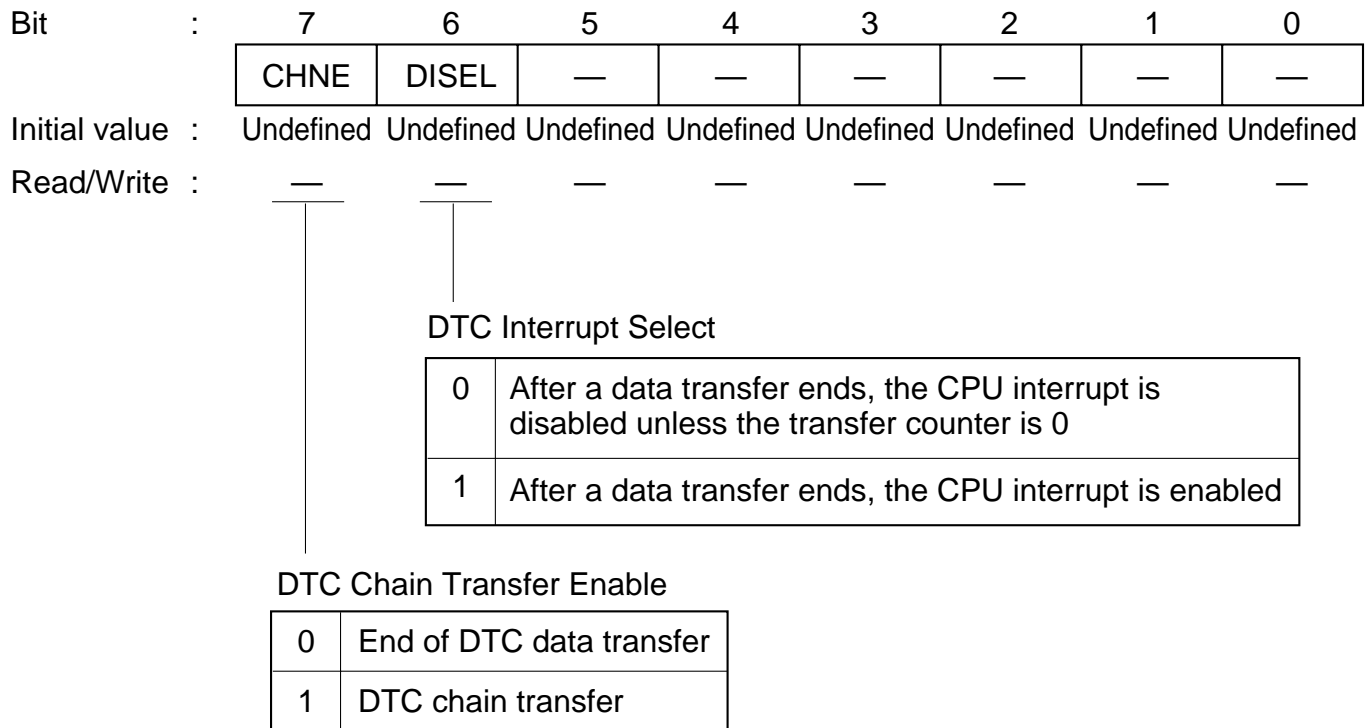 Bit : 7 6 5 4 3 2 1 0
CHNE DISEL — — — — — —
Initial value : Undefined Undefined Undefined Undefined Undefined Undefined Undefined Undefined
Read/Write : — — — — — — — —
DTC Interrupt Select
0 After a data transfer ends, the CPU interrupt is
disabled unless the transfer counter is 0
1 After a data transfer ends, the CPU interrupt is enabled
DTC Chain Transfer Enable
0 End of DTC data transfer
1 DTC chain transfer